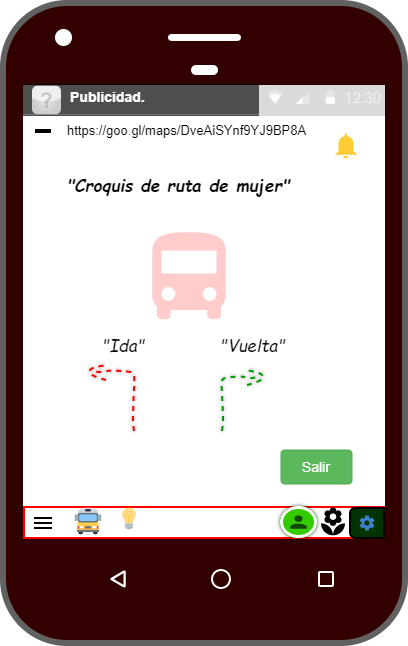 ?
Publicidad.
12:30
https://goo.gl/maps/DveAiSYnf9YJ9BP8A
"Croquis de ruta de mujer"
"Ida" "Vuelta"
Salir